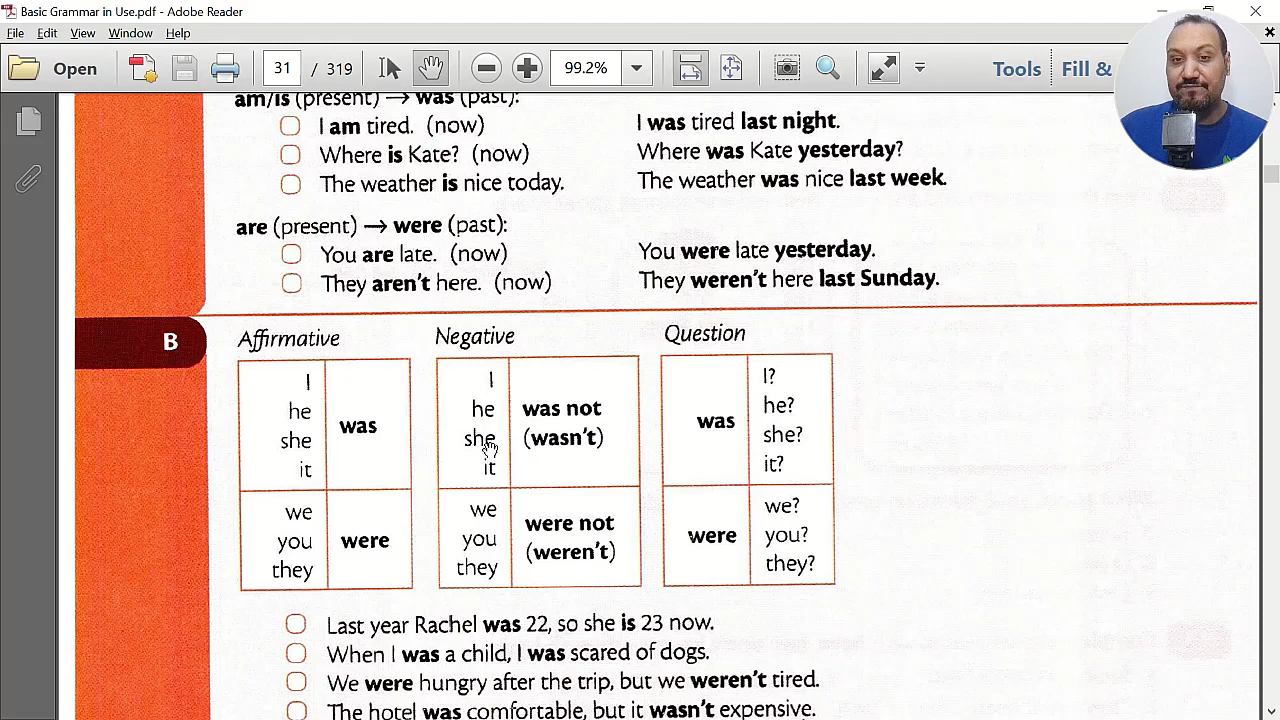 Basic Grammar in Use.pdf - Adobe Reader
File Edit View Window Help
Open 31 / 319 99.2% Tools Fill &
am/is (present) → was (past):
I am tired. (now) I was tired last night.
Where is Kate? (now) Where was Kate yesterday?
The weather is nice today. The weather was nice last week.
are (present) → were (past):
You are late. (now) You were late yesterday.
They aren't here. (now) They weren't here last Sunday.
B
Affirmative
I
he
she
it
was
we
you
they
were
Negative
I
he
she
it
was not
(wasn't)
we
you
they
were not
(weren't)
Question
was
I?
he?
she?
it?
were
we?
you?
they?
Last year Rachel was 22, so she is 23 now.
When I was a child, I was scared of dogs.
We were hungry after the trip, but we weren't tired.
The hotel was comfortable, but it wasn't expensive.